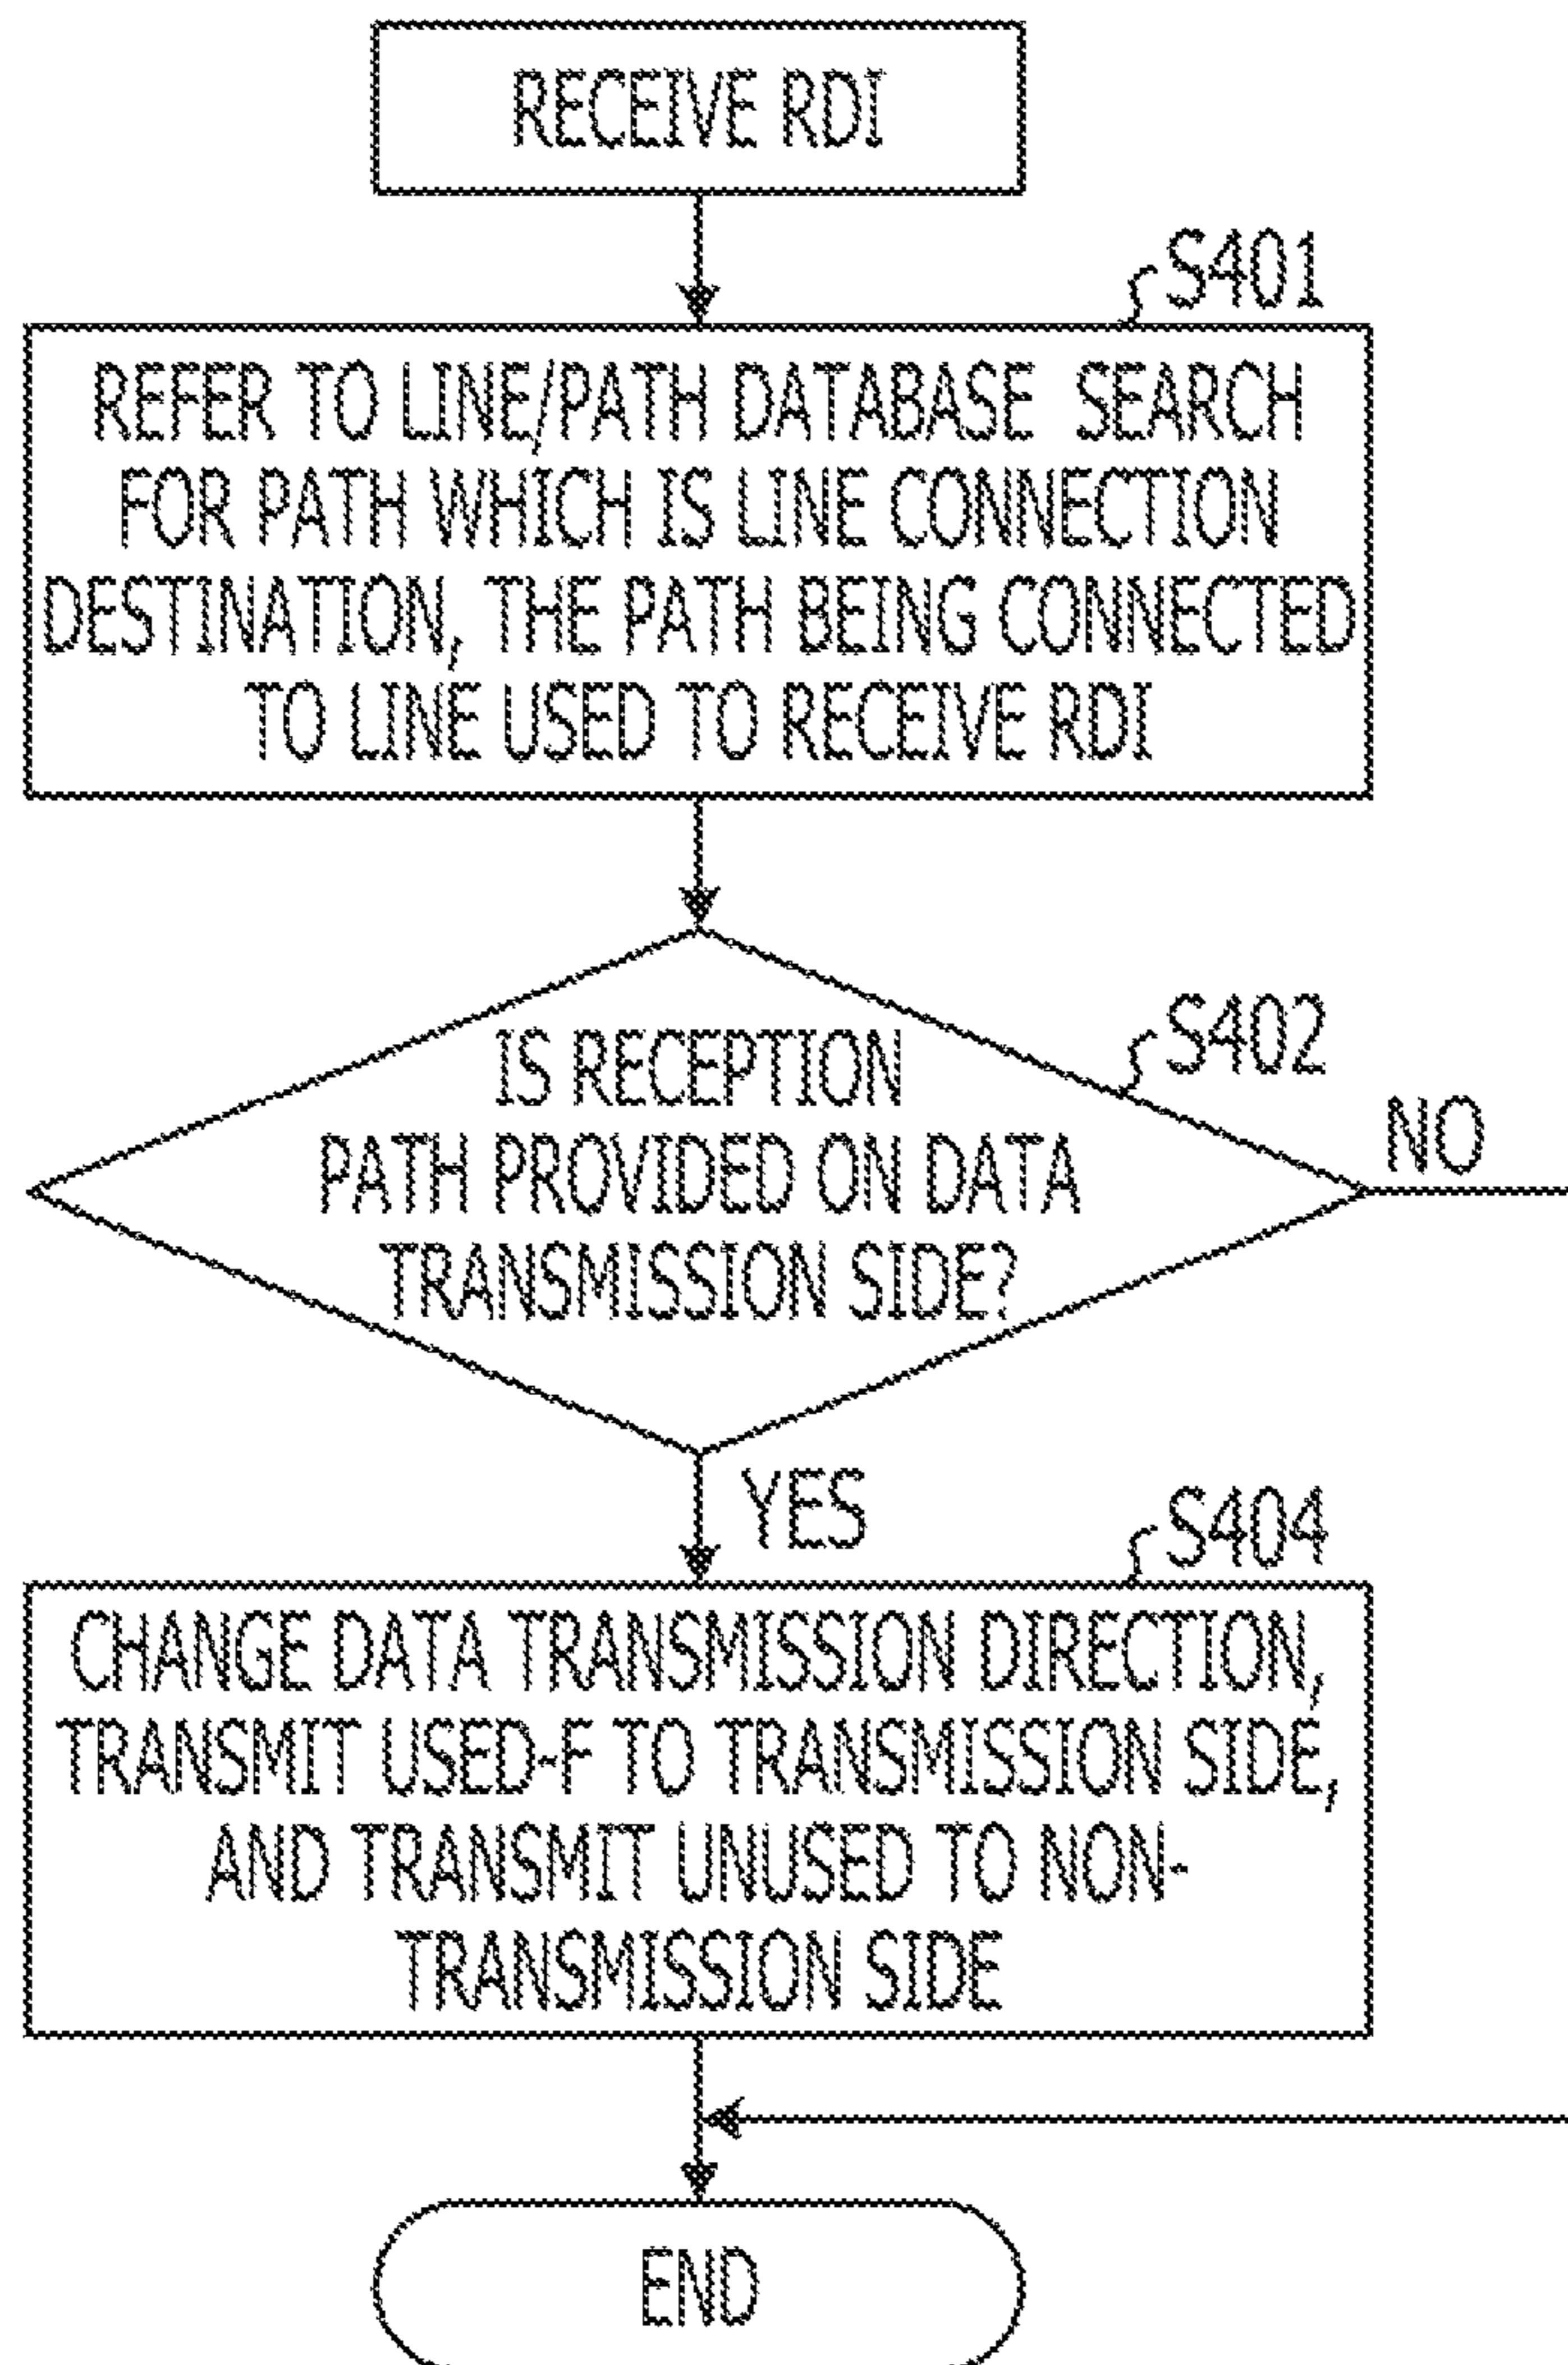 RECEIVE RDI
S401
REFER TO LINE/PATH DATABASE SEARCH
FOR PATH WHICH IS LINE CONNECTION
DESTINATION, THE PATH BEING CONNECTED
TO LINE USED TO RECEIVE RDI
S402
IS RECEPTION
PATH PROVIDED ON DATA
TRANSMISSION SIDE?
NO
YES
S404
CHANGE DATA TRANSMISSION DIRECTION,
TRANSMIT USED-F TO TRANSMISSION SIDE,
AND TRANSMIT UNUSED TO NON-
TRANSMISSION SIDE
END